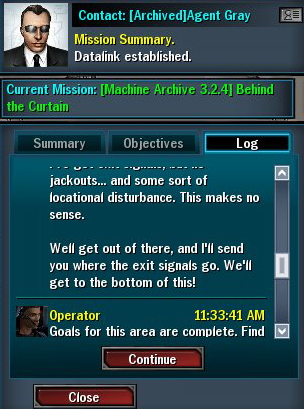 Contact: [Archived]Agent Gray
Mission Summary.
Datalink established.
Current Mission: [Machine Archive 3.2.4] Behind
the Curtain
Summary
Objectives
Log
jackouts... and some sort of
locational disturbance. This makes no
sense.
Well get out of there, and I'll send
you where the exit signals go. We'll
get to the bottom of this!
Operator
11:33:41 AM
Goals for this area are complete. Find
Continue
Close